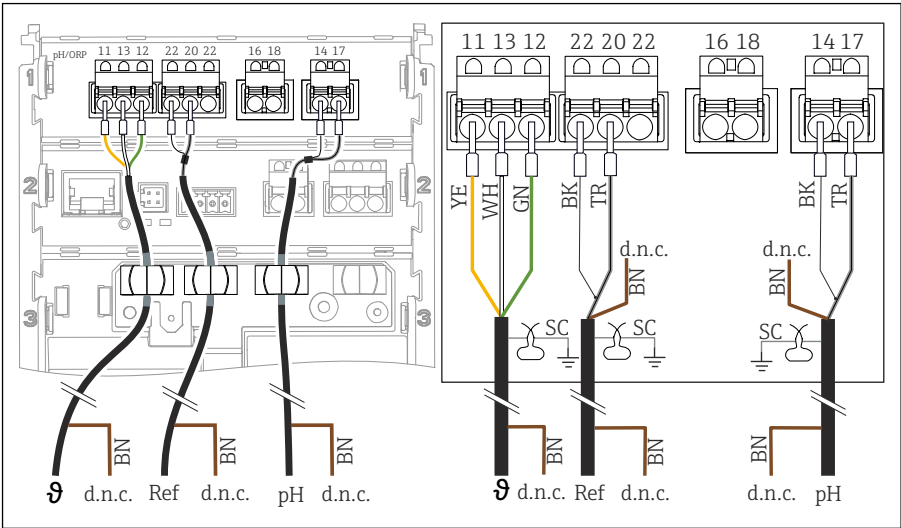 pH/ORP 11 13 12 22 20 22 16 18 14 17
1 1
2 2
3 3
BN BN BN
ϑ d.n.c. Ref d.n.c. pH d.n.c.
11 13 12 22 20 22 16 18 14 17
YE WH GN BK TR BK TR
d.n.c. BN d.n.c. BN
SC SC SC
BN BN BN
ϑ d.n.c. Ref d.n.c. d.n.c. pH